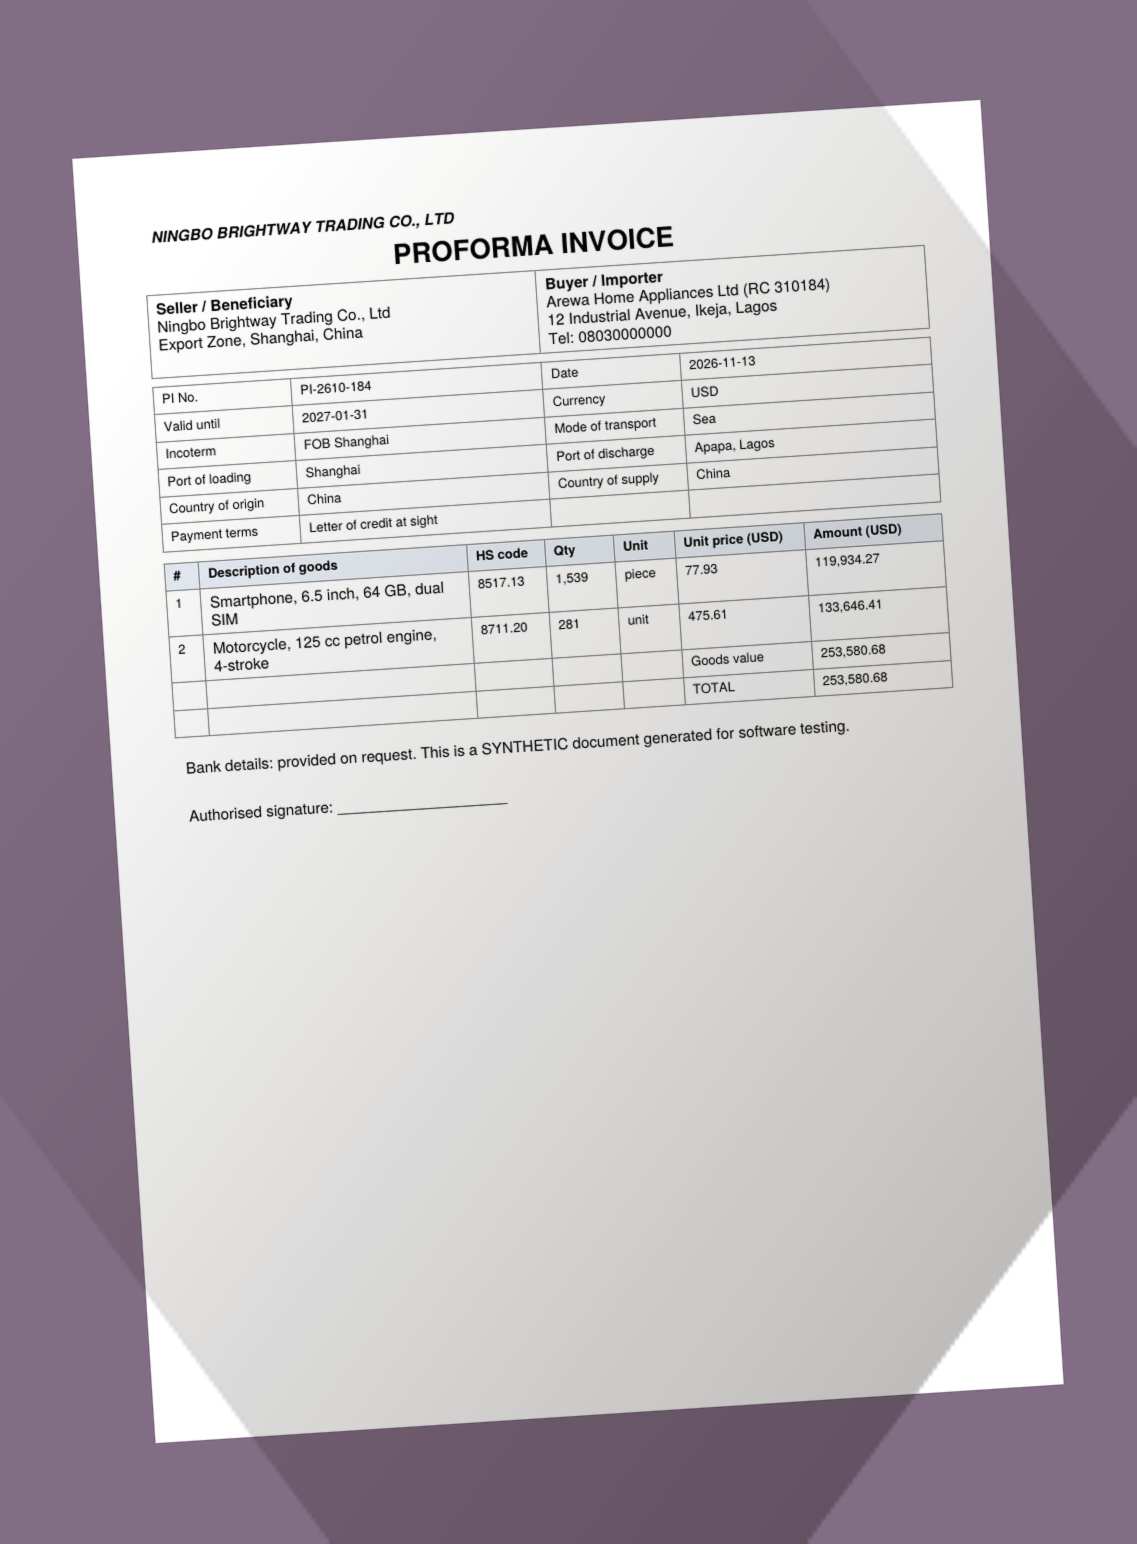 NINGBO BRIGHTWAY TRADING CO., LTD
PROFORMA INVOICE
Seller / Beneficiary
Ningbo Brightway Trading Co., Ltd
Export Zone, Shanghai, China
Buyer / Importer
Arewa Home Appliances Ltd (RC 310184)
12 Industrial Avenue, Ikeja, Lagos
Tel: 08030000000
PI No. PI-2610-184 Date 2026-11-13
Valid until 2027-01-31 Currency USD
Incoterm FOB Shanghai Mode of transport Sea
Port of loading Shanghai Port of discharge Apapa, Lagos
Country of origin China Country of supply China
Payment terms Letter of credit at sight
# Description of goods HS code Qty Unit Unit price (USD) Amount (USD)
1 Smartphone, 6.5 inch, 64 GB, dual SIM 8517.13 1,539 piece 77.93 119,934.27
2 Motorcycle, 125 cc petrol engine, 4-stroke 8711.20 281 unit 475.61 133,646.41
Goods value 253,580.68
TOTAL 253,580.68
Bank details: provided on request. This is a SYNTHETIC document generated for software testing.
Authorised signature: ____________________